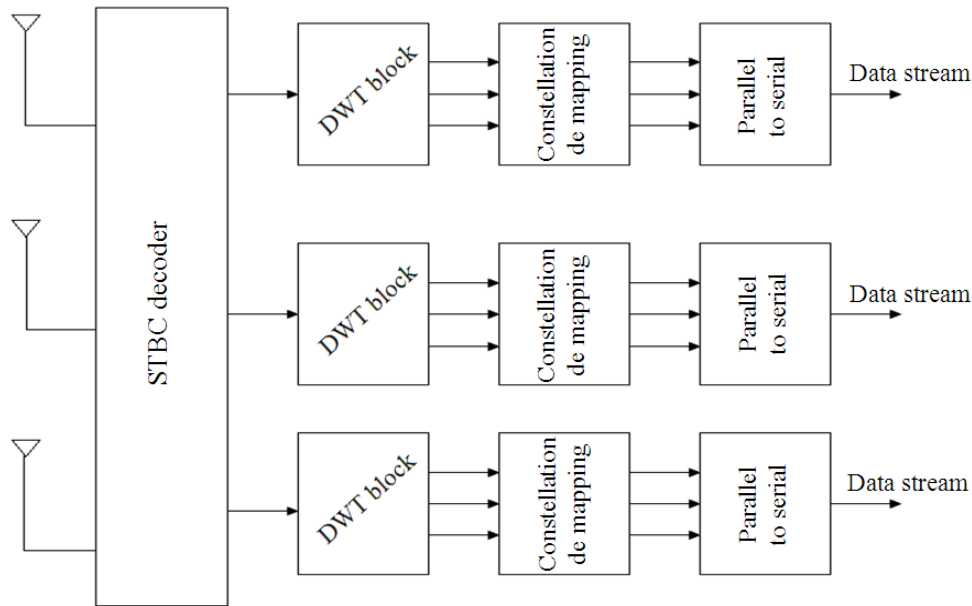 STBC decoder
DWT block
Constellation
de mapping
Parallel
to serial
Data stream
DWT block
Constellation
de mapping
Parallel
to serial
Data stream
DWT block
Constellation
de mapping
Parallel
to serial
Data stream